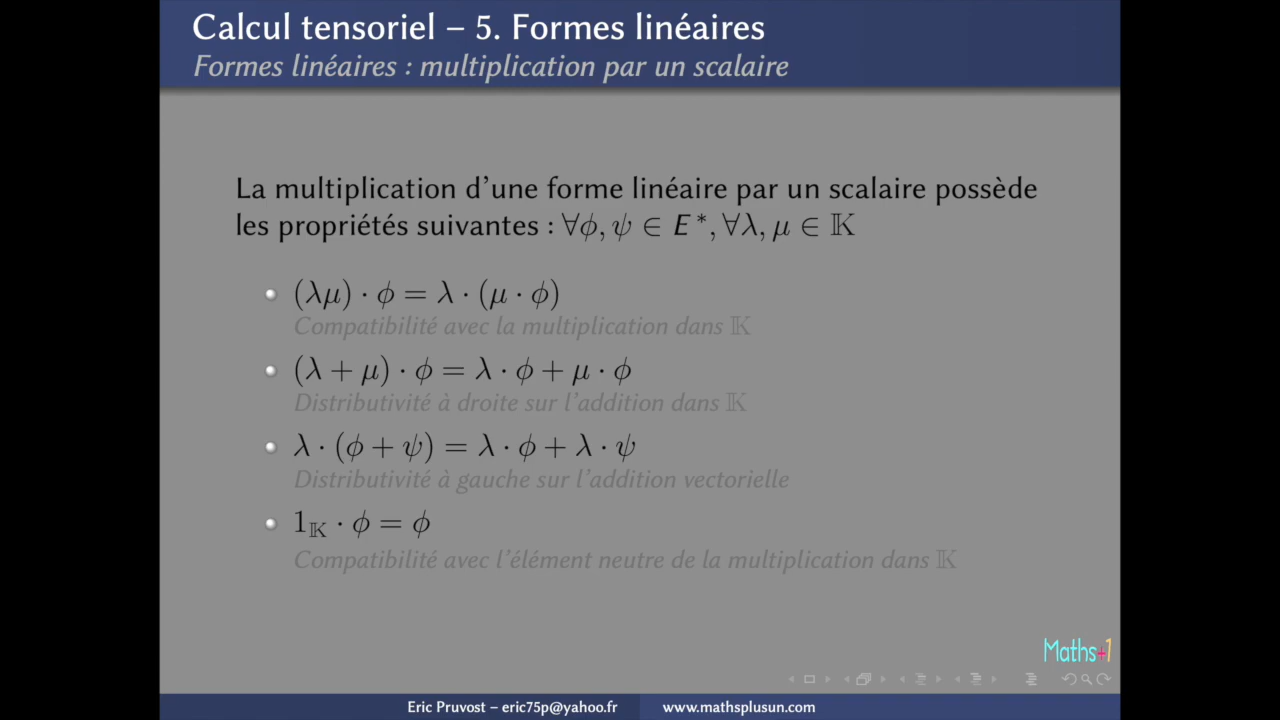 Calcul tensoriel – 5. Formes linéaires
Formes linéaires : multiplication par un scalaire
La multiplication d'une forme linéaire par un scalaire possède
les propriétés suivantes : ∀ϕ, ψ ∈ E*, ∀λ, μ ∈ 𝕂
(λμ) · ϕ = λ · (μ · ϕ)
Compatibilité avec la multiplication dans 𝕂
(λ + μ) · ϕ = λ · ϕ + μ · ϕ
Distributivité à droite sur l'addition dans 𝕂
λ · (ϕ + ψ) = λ · ϕ + λ · ψ
Distributivité à gauche sur l'addition vectorielle
1𝕂 · ϕ = ϕ
Compatibilité avec l'élément neutre de la multiplication dans 𝕂
Maths+1
Eric Pruvost – eric75p@yahoo.fr www.mathsplusun.com